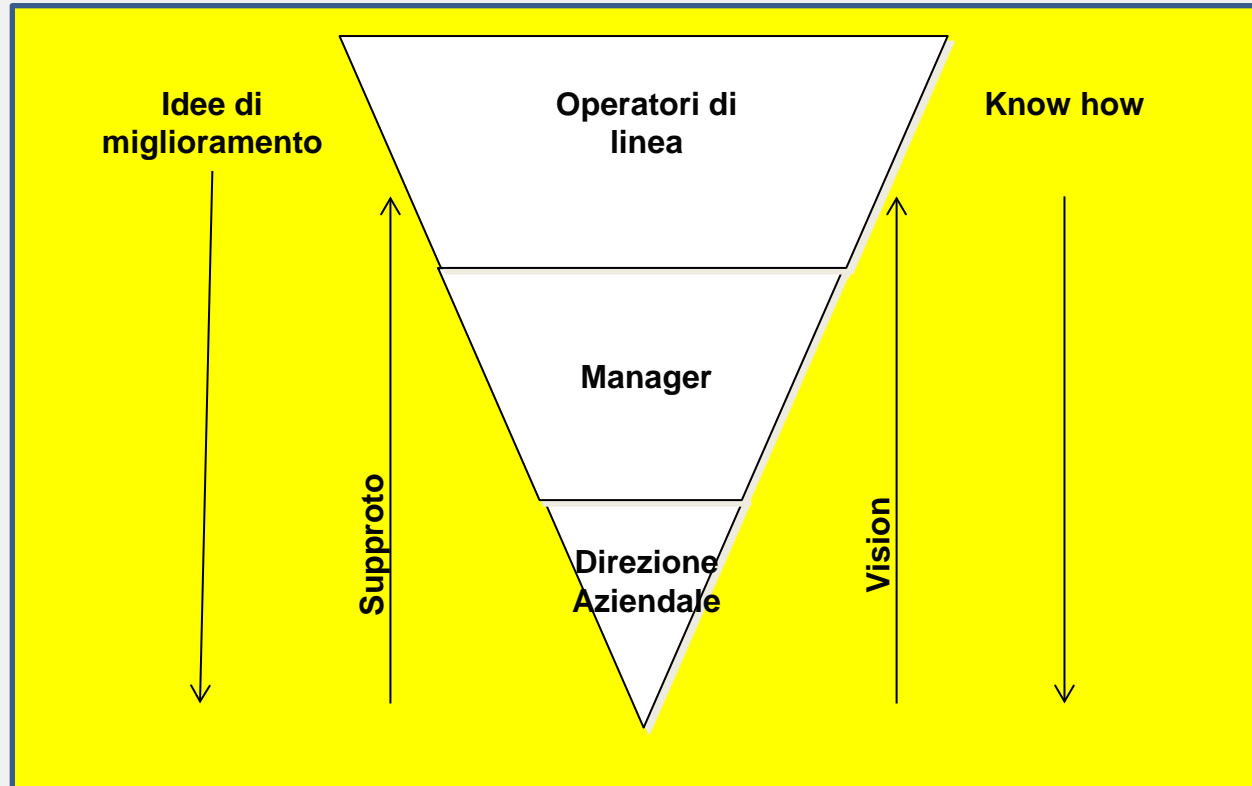 Idee di
miglioramento
Operatori di
linea
Know how
Manager
Supproto
Vision
Direzione
Aziendale